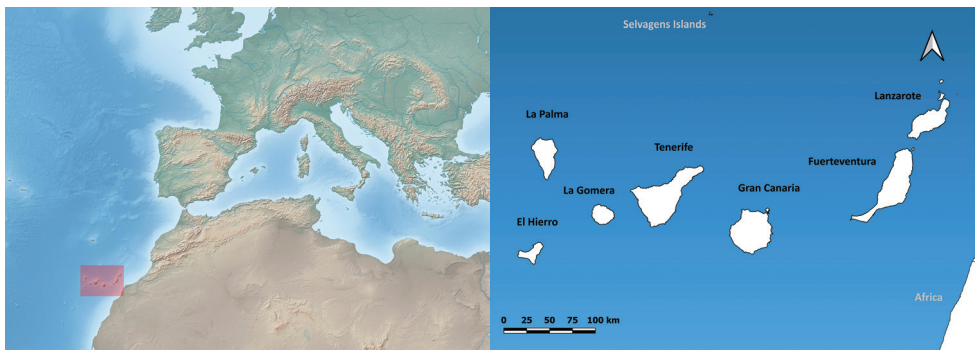 Selvagens Islands
Lanzarote
La Palma
Tenerife
Fuerteventura
La Gomera
Gran Canaria
El Hierro
Africa
0 25 50 75 100 km